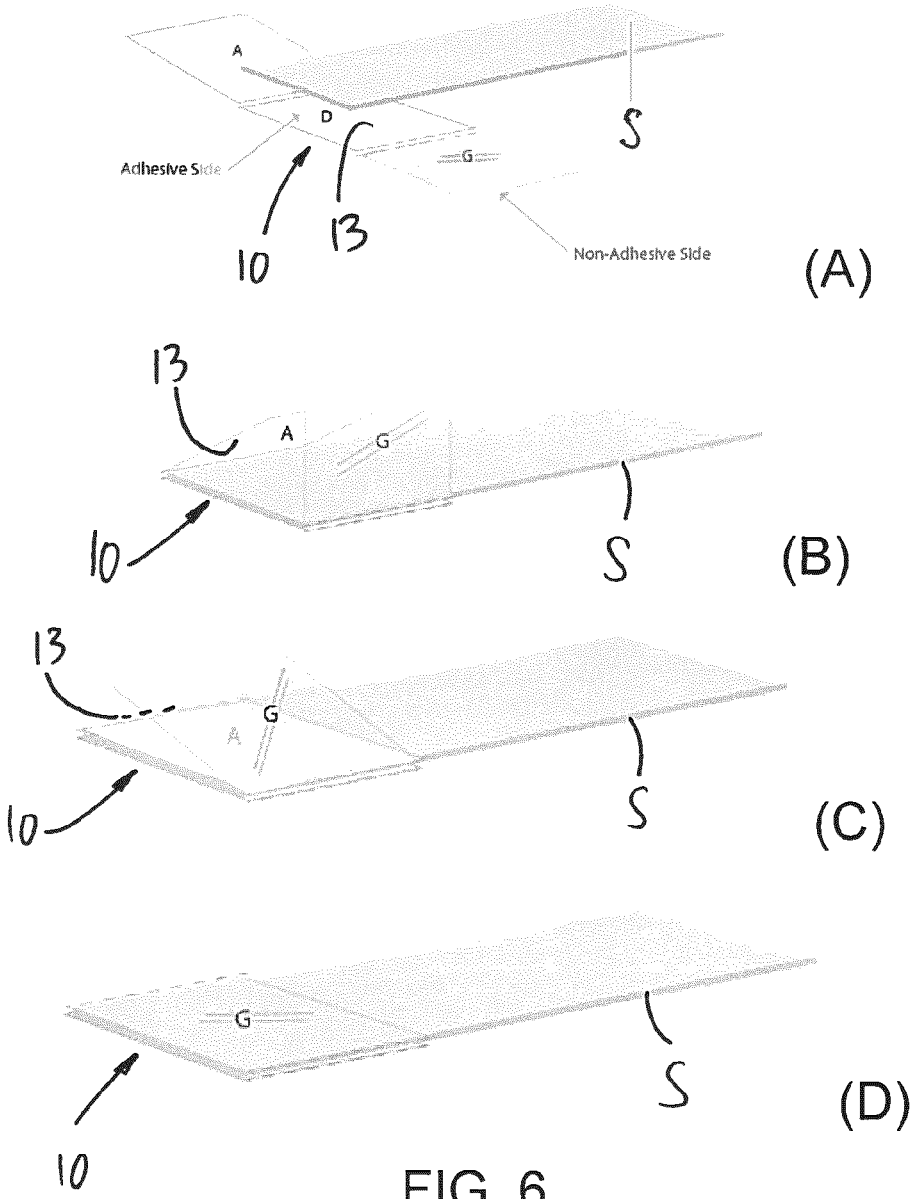 A
D
S
Adhesive Side
G
13
10
Non-Adhesive Side
(A)
13
A
G
10
S
(B)
13
G
A
10
S
(C)
G
S
(D)
10
FIG. 6